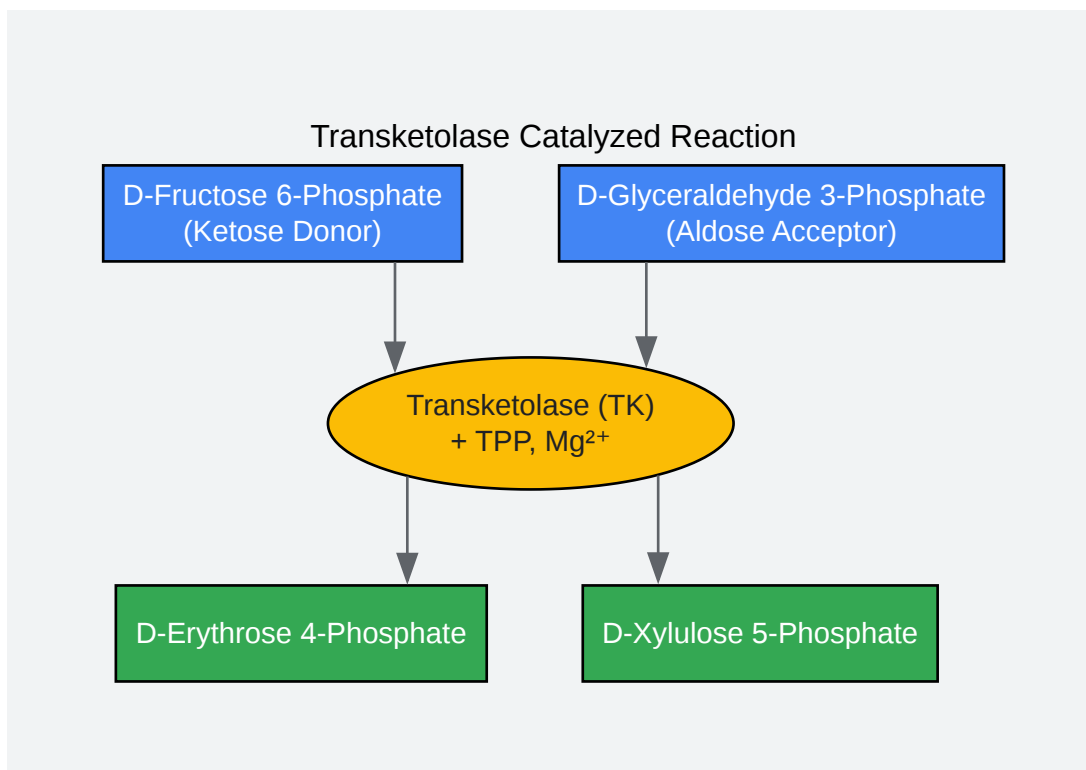 Transketolase Catalyzed Reaction
D-Fructose 6-Phosphate
(Ketose Donor)
D-Glyceraldehyde 3-Phosphate
(Aldose Acceptor)
Transketolase (TK)
+ TPP, Mg²⁺
D-Erythrose 4-Phosphate
D-Xylulose 5-Phosphate